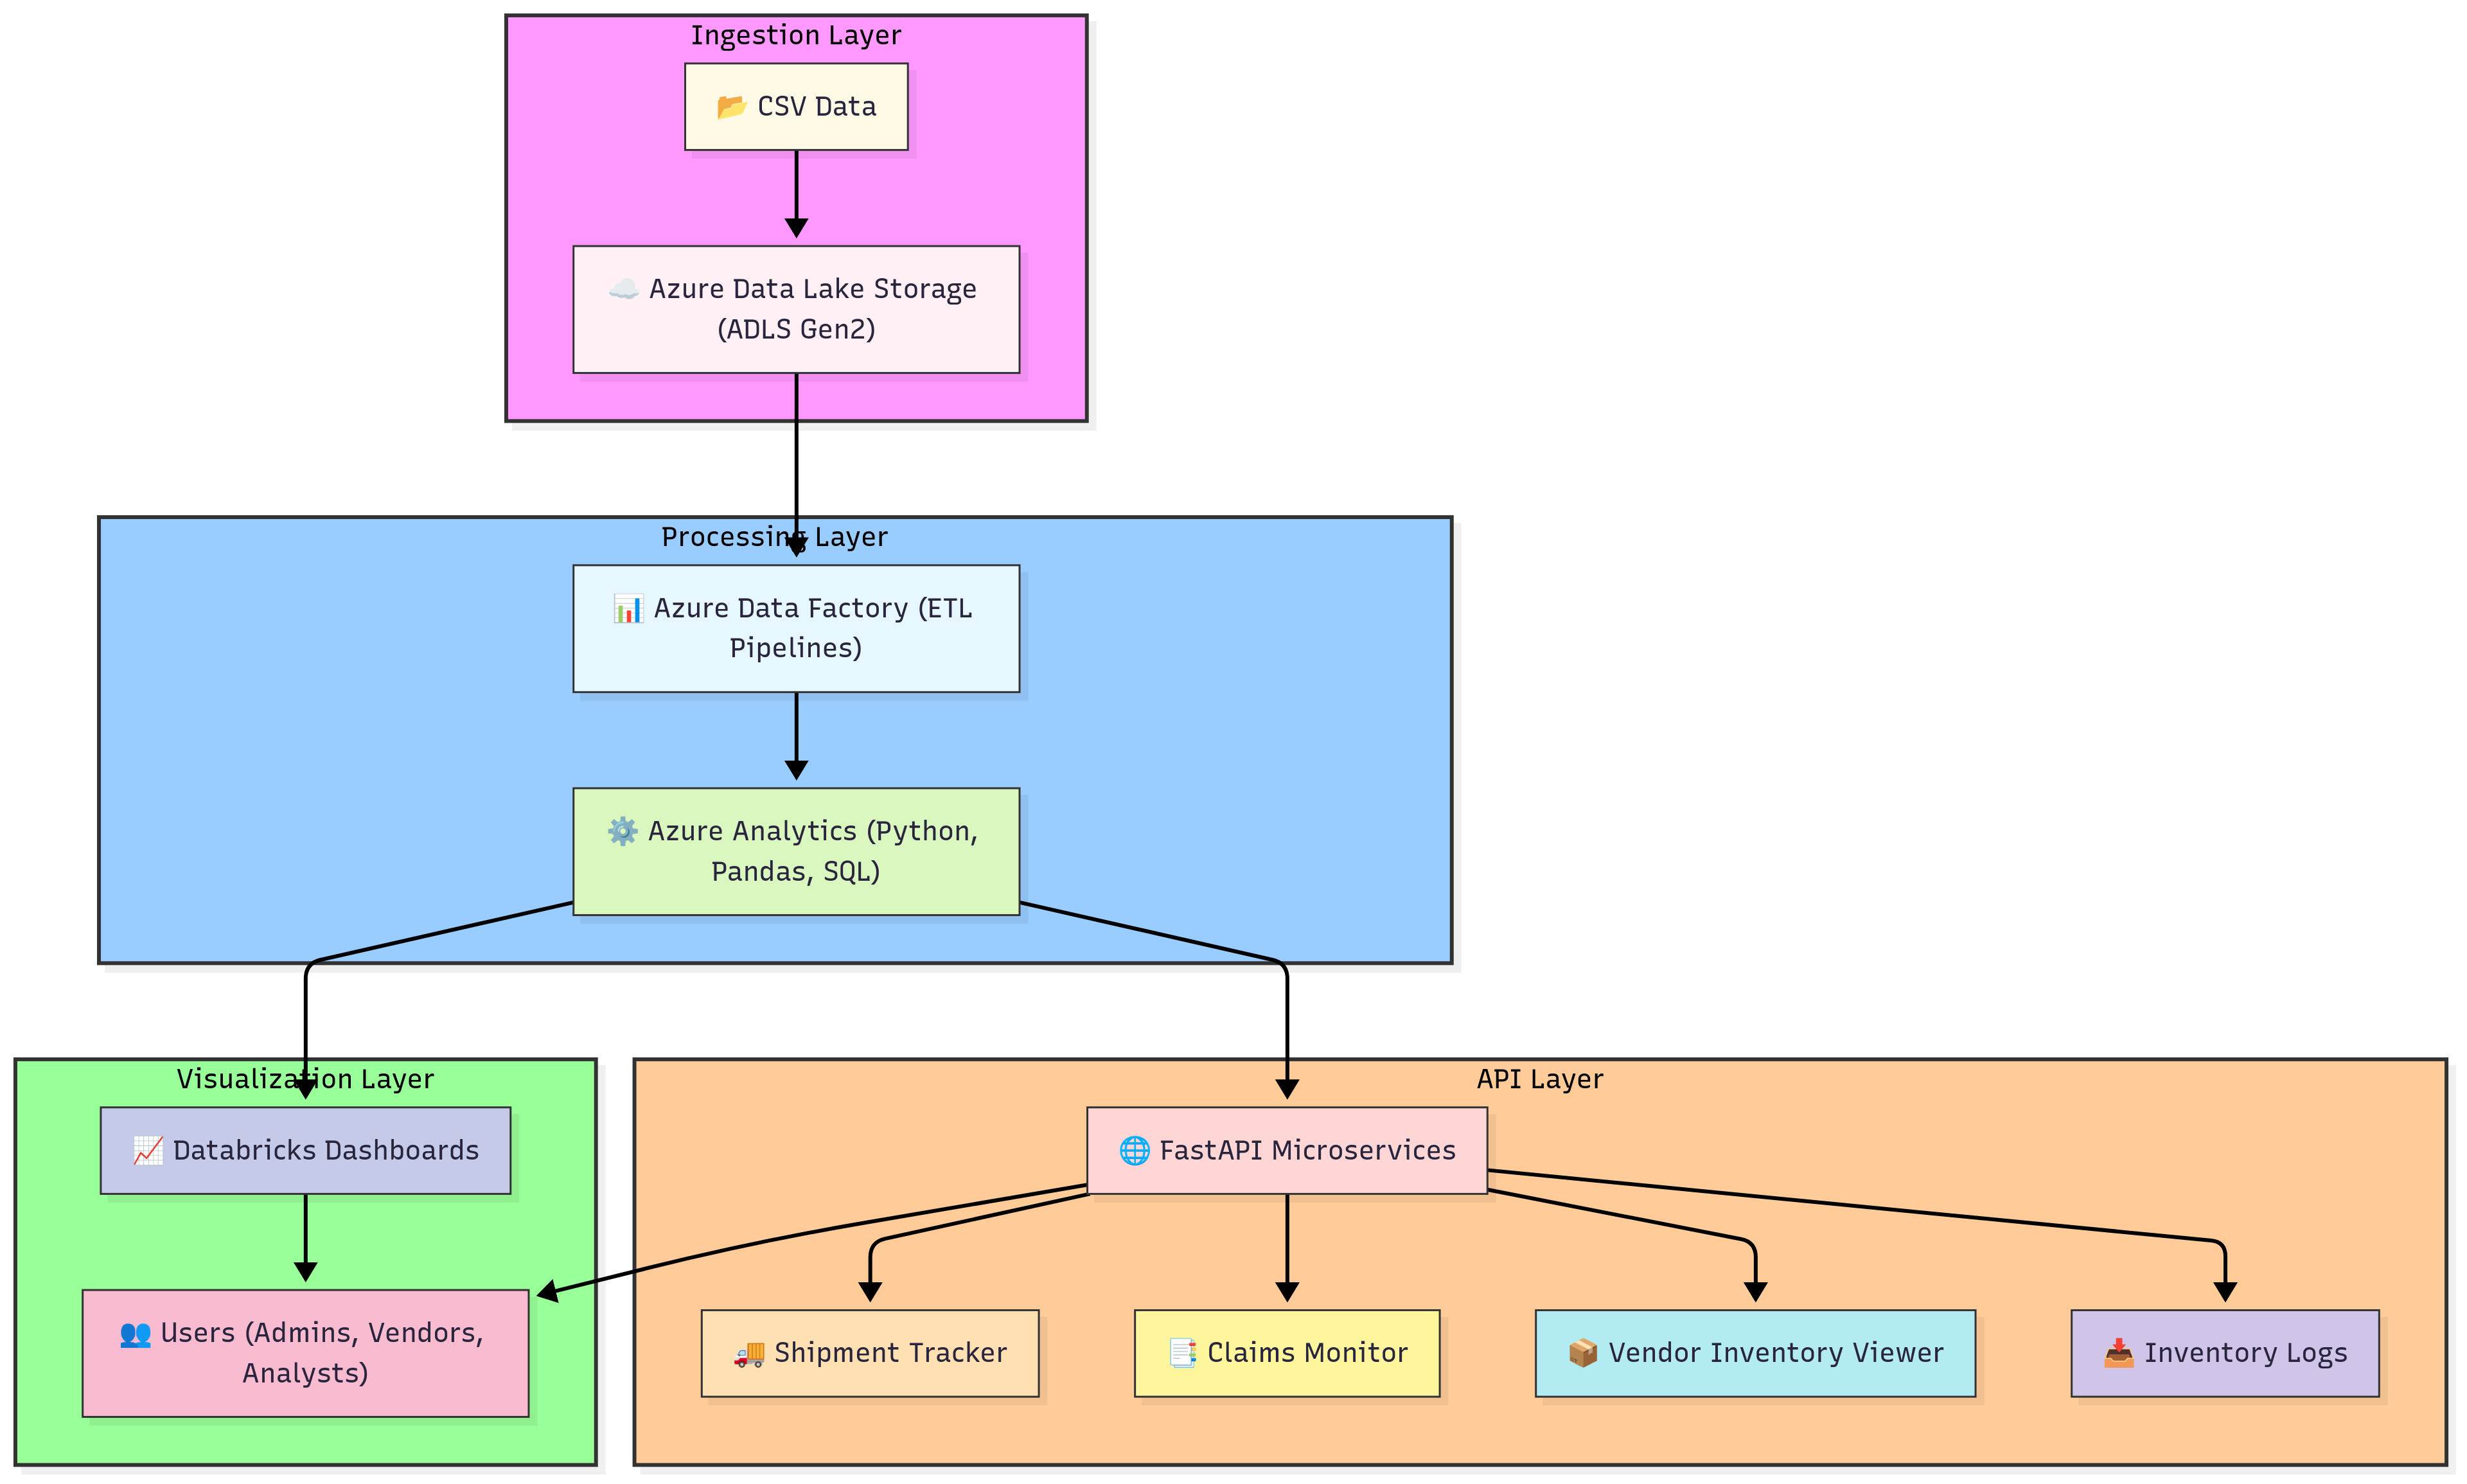 Ingestion Layer
CSV Data
Azure Data Lake Storage
(ADLS Gen2)
Processing Layer
Azure Data Factory (ETL
Pipelines)
Azure Analytics (Python,
Pandas, SQL)
Visualization Layer
Databricks Dashboards
Users (Admins, Vendors,
Analysts)
API Layer
FastAPI Microservices
Shipment Tracker
Claims Monitor
Vendor Inventory Viewer
Inventory Logs